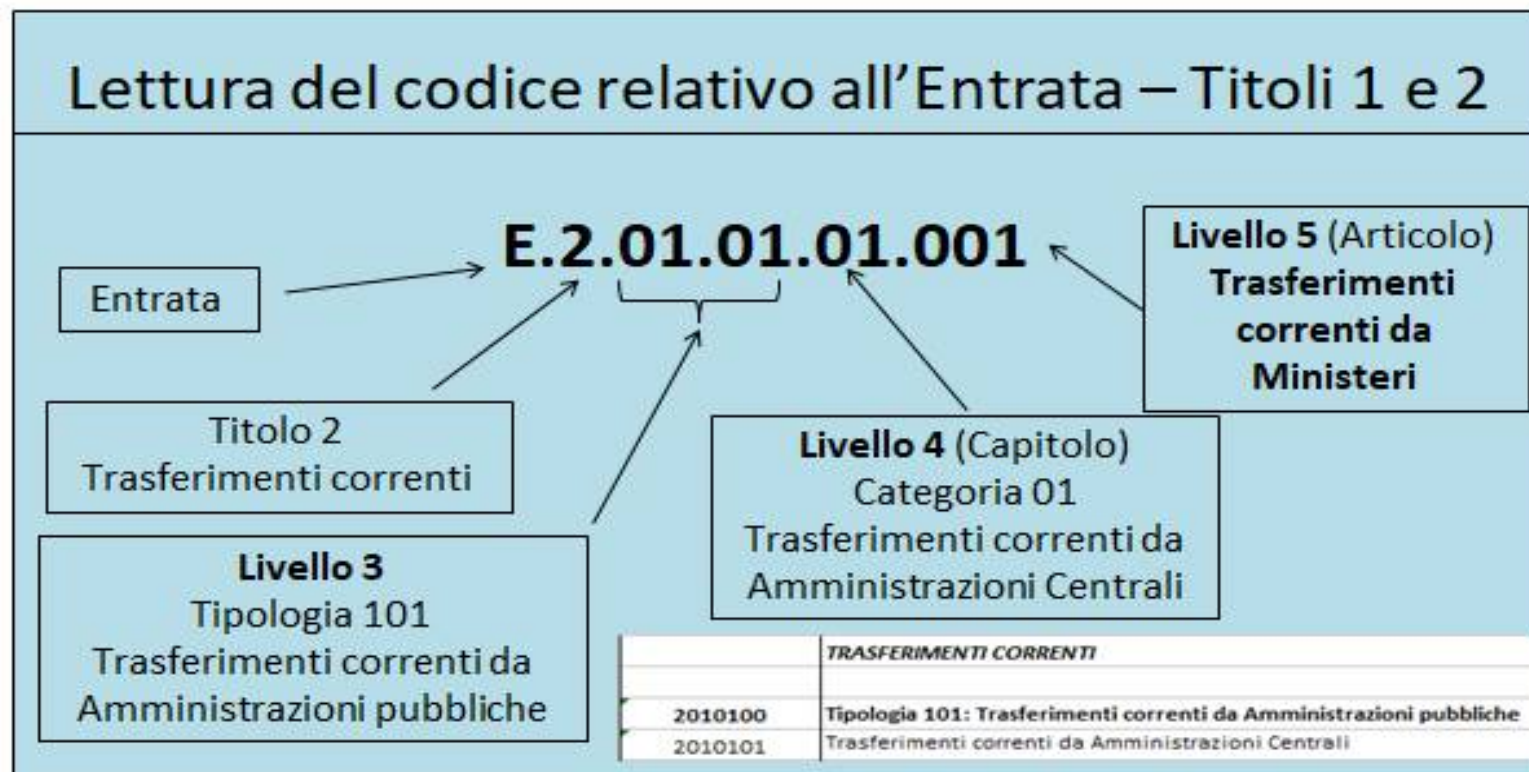 Lettura del codice relativo all'Entrata – Titoli 1 e 2
E.2.01.01.01.001
Entrata
Livello 5 (Articolo)
Trasferimenti
correnti da
Ministeri
Titolo 2
Trasferimenti correnti
Livello 4 (Capitolo)
Categoria 01
Trasferimenti correnti da
Amministrazioni Centrali
Livello 3
Tipologia 101
Trasferimenti correnti da
Amministrazioni pubbliche
TRASFERIMENTI CORRENTI
2010100 Tipologia 101: Trasferimenti correnti da Amministrazioni pubbliche
2010101 Trasferimenti correnti da Amministrazioni Centrali